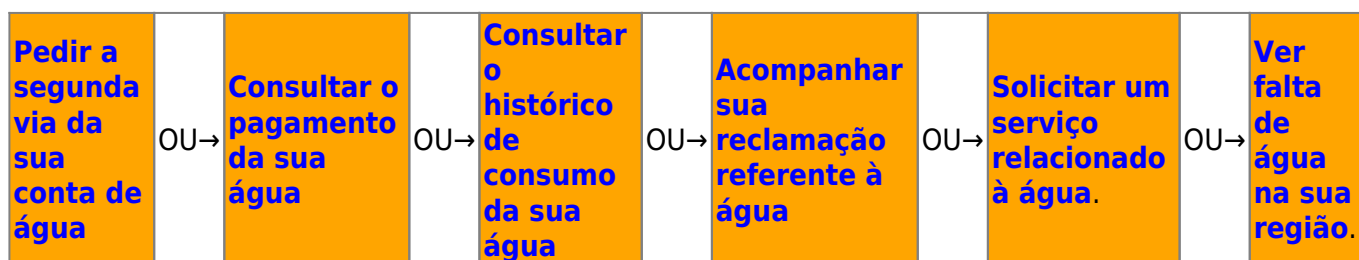 Pedir a
segunda
via da
sua
conta de
água
OU→
Consultar o
pagamento
da sua
água
OU→
Consultar
o
histórico
de
consumo
da sua
água
OU→
Acompanhar
sua
reclamação
referente à
água
OU→
Solicitar um
serviço
relacionado
à água.
OU→
Ver
falta
de
água
na sua
região.